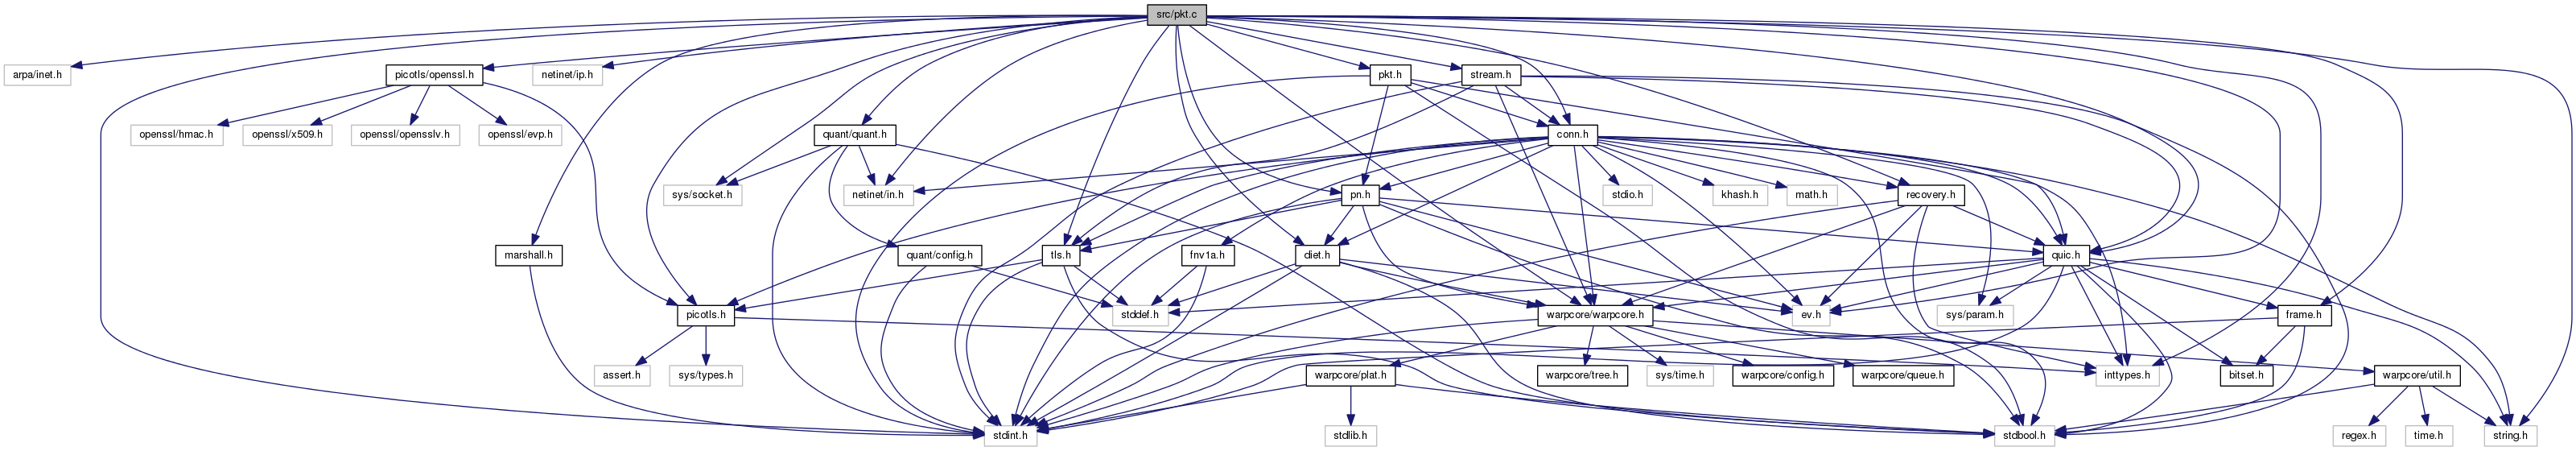 src/pkt.c
arpa/inet.h
picotls/openssl.h
netinet/ip.h
pkt.h
stream.h
openssl/hmac.h
openssl/x509.h
openssl/opensslv.h
openssl/evp.h
quant/quant.h
conn.h
sys/socket.h
netinet/in.h
pn.h
stdio.h
khash.h
math.h
recovery.h
marshall.h
quant/config.h
tls.h
fnv1a.h
diet.h
quic.h
picotls.h
stddef.h
warpcore/warpcore.h
ev.h
sys/param.h
frame.h
assert.h
sys/types.h
warpcore/plat.h
warpcore/tree.h
sys/time.h
warpcore/config.h
warpcore/queue.h
inttypes.h
bitset.h
warpcore/util.h
stdint.h
stdlib.h
stdbool.h
regex.h
time.h
string.h